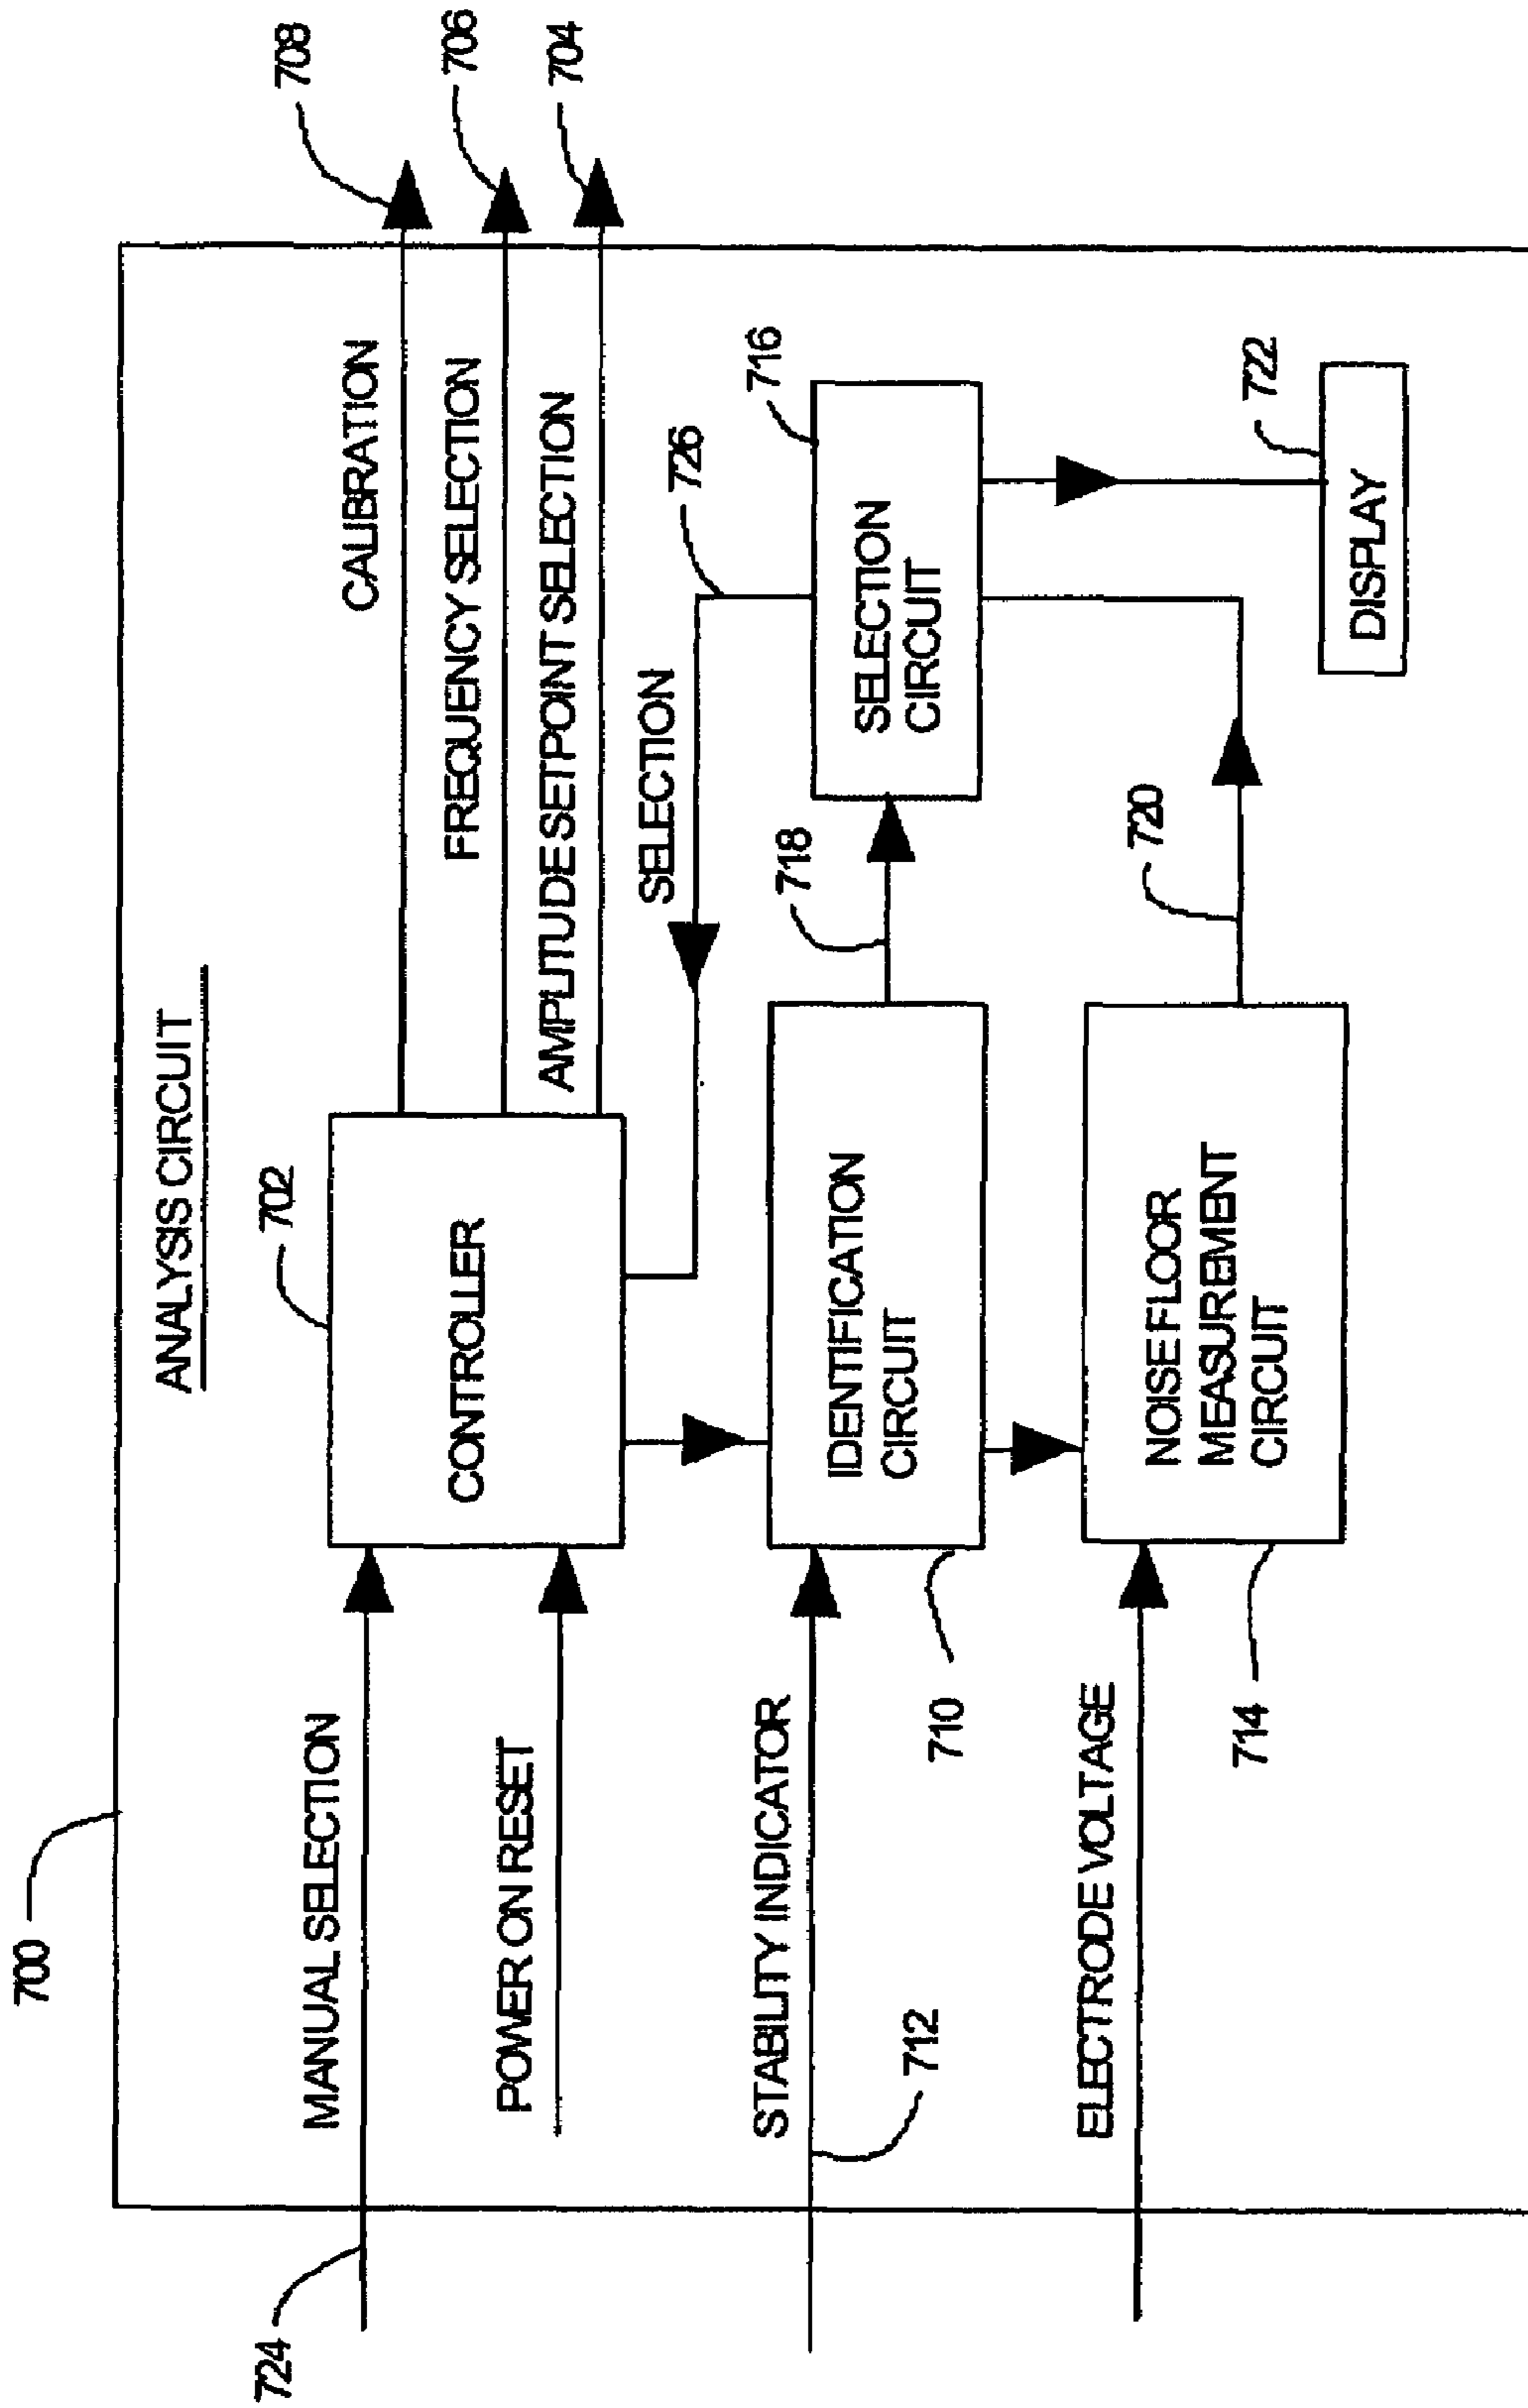 700
ANALYSIS CIRCUIT
724
MANUAL SELECTION
702
CALIBRATION
708
POWER ON RESET
CONTROLLER
FREQUENCY SELECTION
706
AMPLITUDE SETPOINT SELECTION
704
SELECTION
726
STABILITY INDICATOR
712
710
IDENTIFICATION
CIRCUIT
718
SELECTION
CIRCUIT
716
ELECTRODE VOLTAGE
714
NOISE FLOOR
MEASUREMENT
CIRCUIT
720
DISPLAY
722